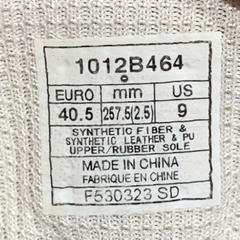 1012B464
EURO mm US
40.5 257.5(2.5) 9
SYNTHETIC FIBER &
SYNTHETIC LEATHER & PU
UPPER/RUBBER SOLE
MADE IN CHINA
FABRIQUE EN CHINE
F530323 SD